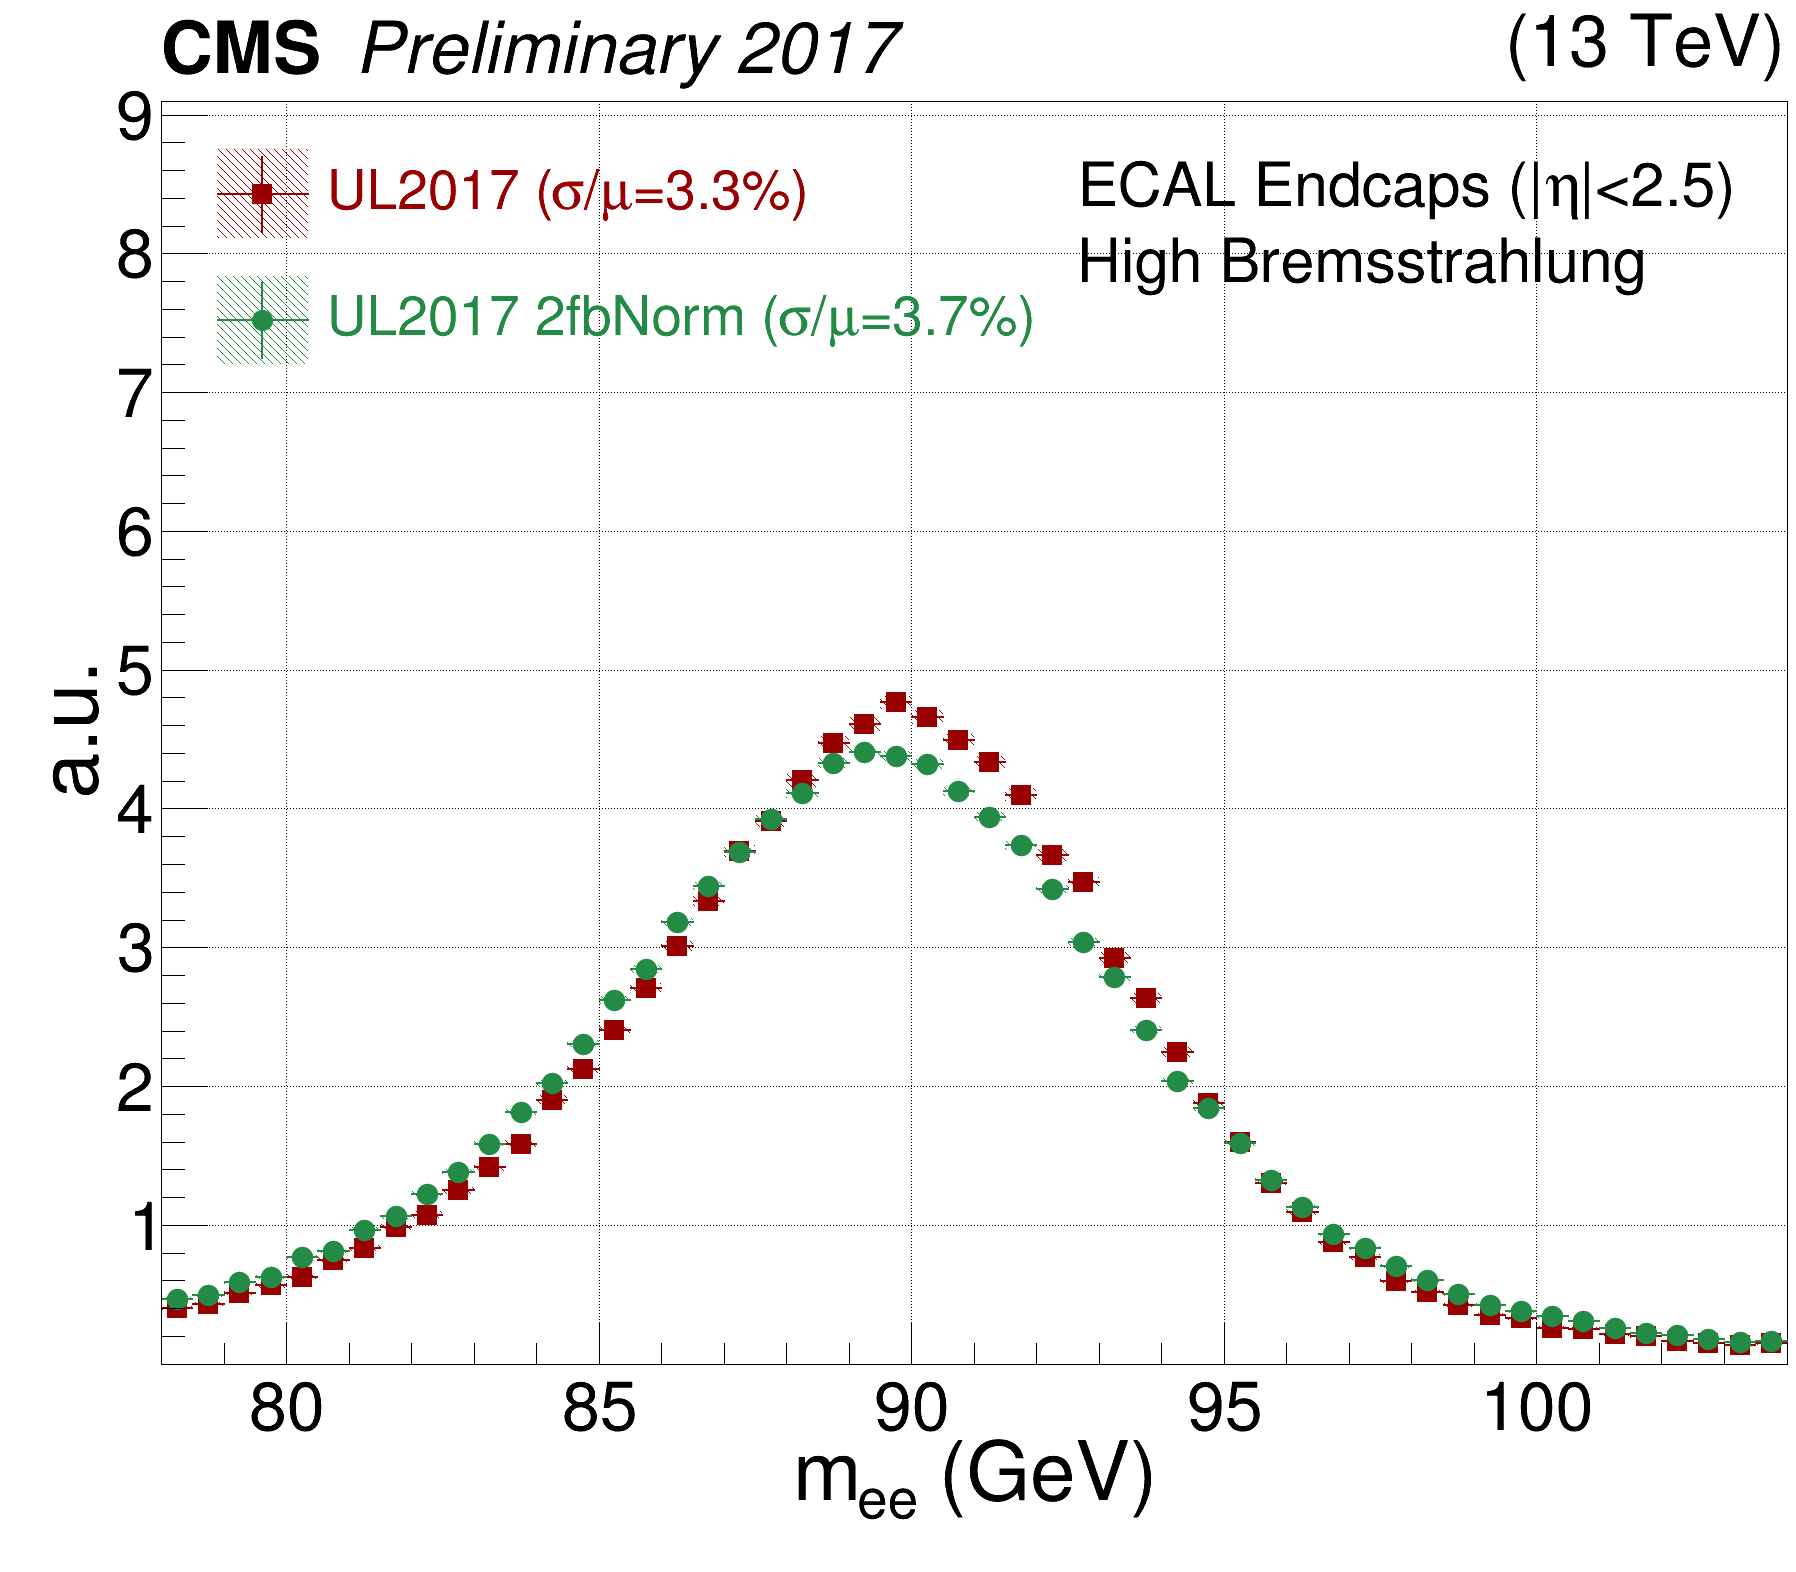 CMS Preliminary 2017 (13 TeV)
9
8
7
6
5
4
3
2
1
a.u.
UL2017 (σ/μ=3.3%)
UL2017 2fbNorm (σ/μ=3.7%)
ECAL Endcaps (|η|<2.5)
High Bremsstrahlung
80 85 90 95 100
m_ee (GeV)